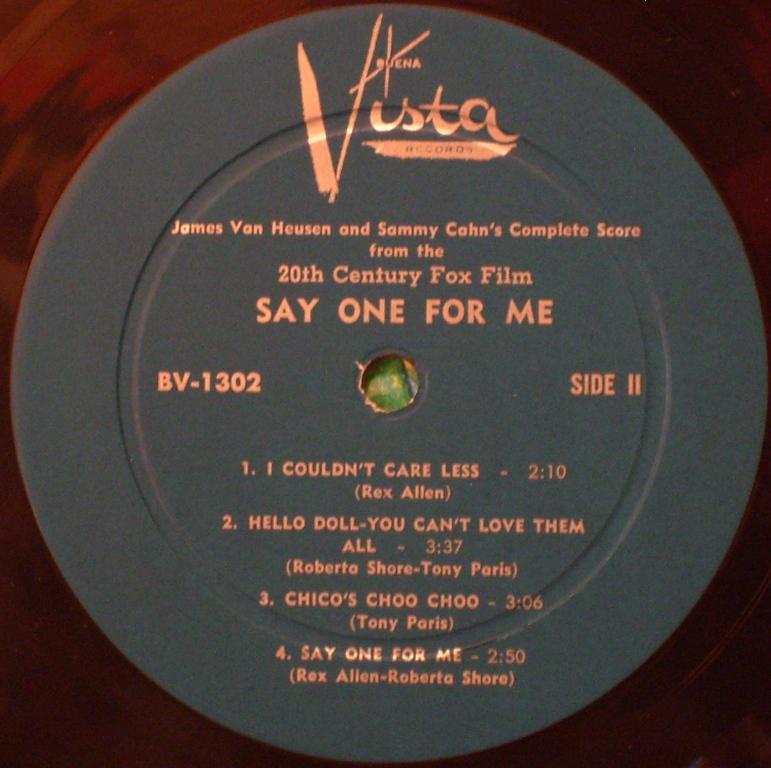 BUENA
Vista
RECORDS
James Van Heusen and Sammy Cahn's Complete Score
from the
20th Century Fox Film
SAY ONE FOR ME
BV-1302
SIDE II
1. I COULDN'T CARE LESS - 2:10
(Rex Allen)
2. HELLO DOLL-YOU CAN'T LOVE THEM
ALL - 3:37
(Roberta Shore-Tony Paris)
3. CHICO'S CHOO CHOO - 3:06
(Tony Paris)
4. SAY ONE FOR ME - 2:50
(Rex Allen-Roberta Shore)